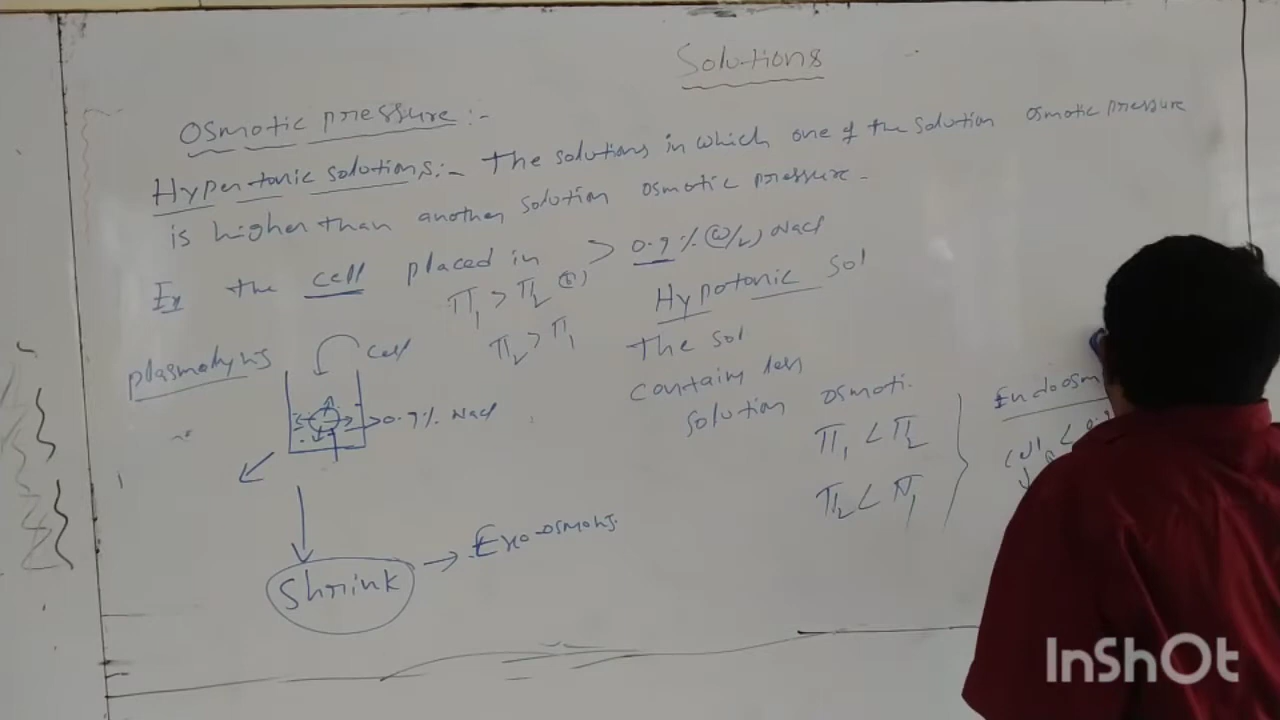 Solutions
Osmotic pressure:-
Hypertonic solutions:- The solutions in which one of the solution osmotic pressure
is higher than another solution osmotic pressure.
Ex the cell placed in > 0.9% (w/v) NaCl
π₁ > π₂
π₂ > π₁
Hypotonic Sol
The sol
contains less
solution osmoti.
π₁ < π₂
π₂ < π₁
plasmolysis
Cell
0.9% NaCl
Shrink → Exo-osmosis
Endoosm
InShOt